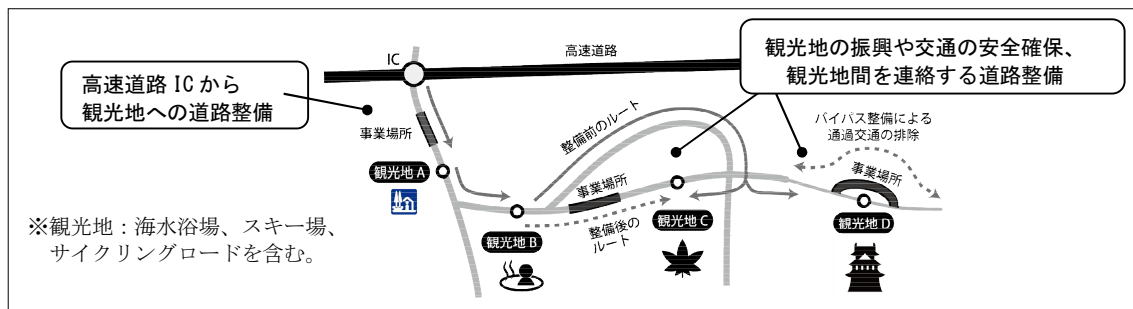 高速道路 IC から
観光地への道路整備
IC
高速道路
観光地の振興や交通の安全確保、
観光地間を連絡する道路整備
事業場所
観光地 A
整備前のルート
バイパス整備による
通過交通の排除
事業場所
事業場所
観光地 B
整備後の
ルート
観光地 C
観光地 D
※観光地：海水浴場、スキー場、
サイクリングロードを含む。